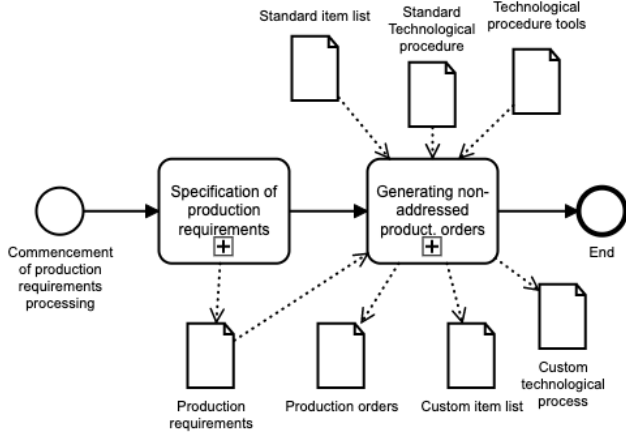 Standard item list
Standard
Technological
procedure
Technological
procedure tools
Specification of
production
requirements
Generating non-
addressed
product. orders
Commencement
of production
requirements
processing
End
Production
requirements
Production orders
Custom item list
Custom
technological
process